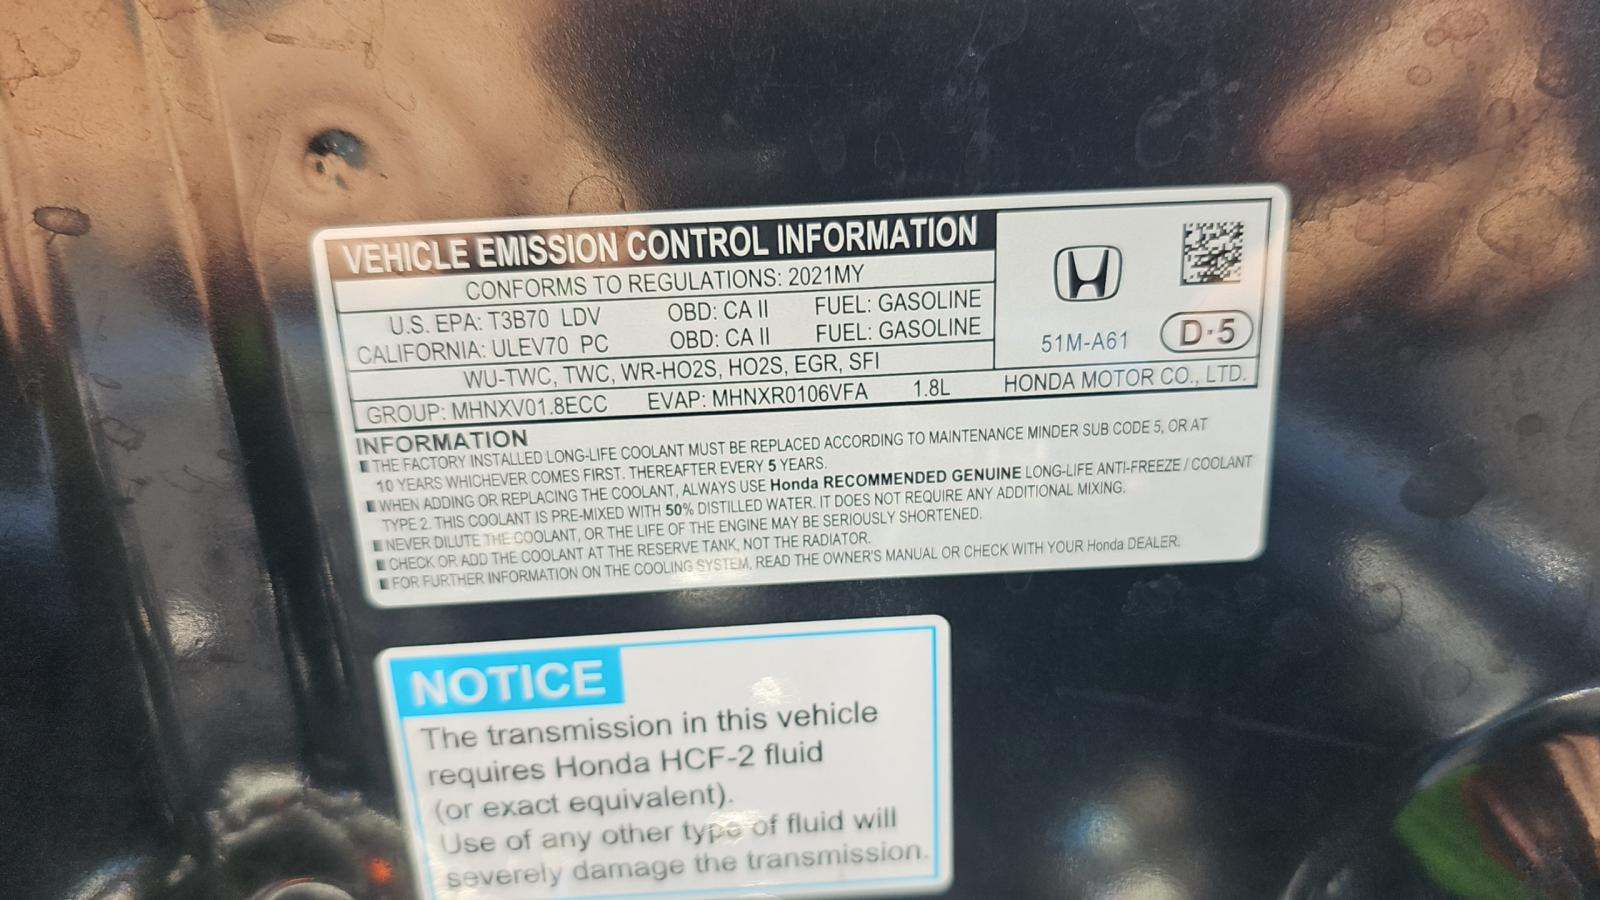 VEHICLE EMISSION CONTROL INFORMATION
CONFORMS TO REGULATIONS: 2021MY
U.S. EPA: T3B70 LDV OBD: CA II FUEL: GASOLINE
CALIFORNIA: ULEV70 PC OBD: CA II FUEL: GASOLINE
51M-A61 D·5
WU-TWC, TWC, WR-HO2S, HO2S, EGR, SFI
GROUP: MHNXV01.8ECC EVAP: MHNXR0106VFA 1.8L HONDA MOTOR CO., LTD.
INFORMATION
■ THE FACTORY INSTALLED LONG-LIFE COOLANT MUST BE REPLACED ACCORDING TO MAINTENANCE MINDER SUB CODE 5, OR AT
10 YEARS WHICHEVER COMES FIRST. THEREAFTER EVERY 5 YEARS.
■ WHEN ADDING OR REPLACING THE COOLANT, ALWAYS USE Honda RECOMMENDED GENUINE LONG-LIFE ANTI-FREEZE / COOLANT
TYPE 2. THIS COOLANT IS PRE-MIXED WITH 50% DISTILLED WATER. IT DOES NOT REQUIRE ANY ADDITIONAL MIXING.
■ NEVER DILUTE THE COOLANT, OR THE LIFE OF THE ENGINE MAY BE SERIOUSLY SHORTENED.
■ CHECK OR ADD THE COOLANT AT THE RESERVE TANK, NOT THE RADIATOR.
■ FOR FURTHER INFORMATION ON THE COOLING SYSTEM, READ THE OWNER'S MANUAL OR CHECK WITH YOUR Honda DEALER.
NOTICE
The transmission in this vehicle
requires Honda HCF-2 fluid
(or exact equivalent).
Use of any other type of fluid will
severely damage the transmission.